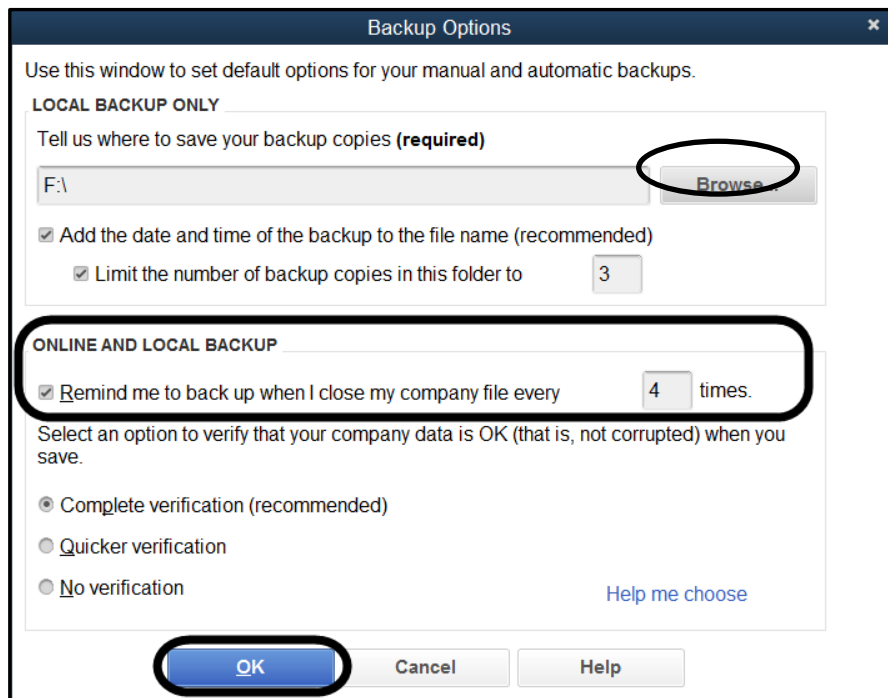 Backup Options
Use this window to set default options for your manual and automatic backups.
LOCAL BACKUP ONLY
Tell us where to save your backup copies (required)
F:\ Browse...
Add the date and time of the backup to the file name (recommended)
Limit the number of backup copies in this folder to 3
ONLINE AND LOCAL BACKUP
Remind me to back up when I close my company file every 4 times.
Select an option to verify that your company data is OK (that is, not corrupted) when you
save.
Complete verification (recommended)
Quicker verification
No verification
Help me choose
OK Cancel Help